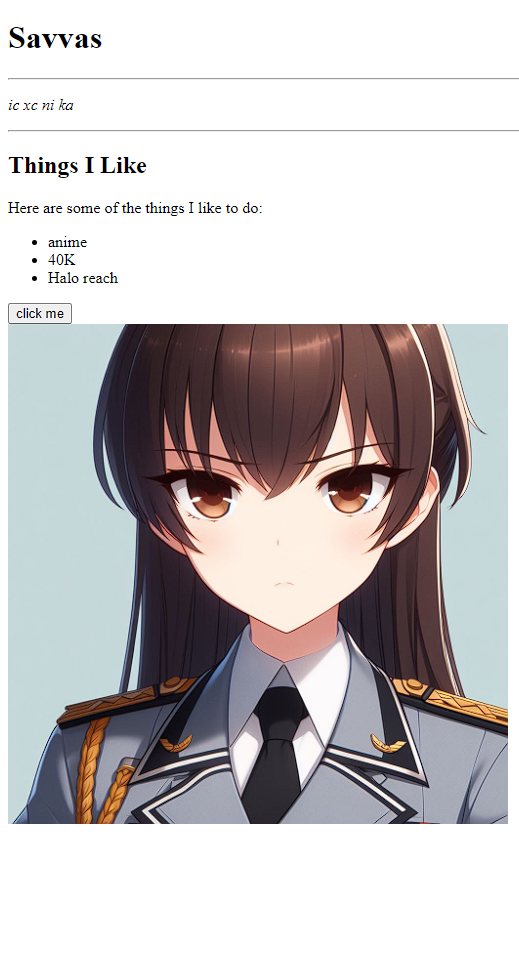 Savvas
ic xc ni ka
Things I Like
Here are some of the things I like to do:
anime
40K
Halo reach
click me